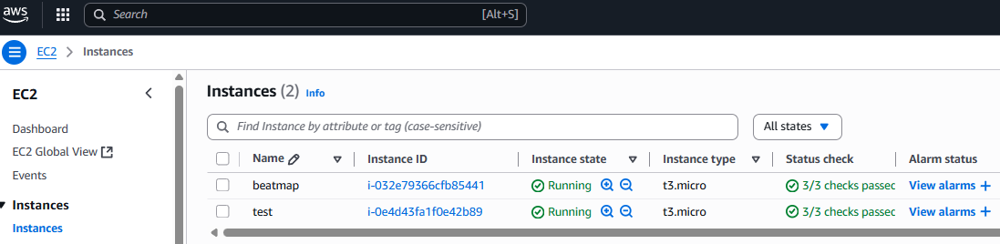 aws
Search [Alt+S]
EC2 > Instances
EC2
Dashboard
EC2 Global View
Events
Instances
Instances
Instances (2) Info
Find Instance by attribute or tag (case-sensitive)
All states
Name Instance ID Instance state Instance type Status check Alarm status
beatmap i-032e79366cfb85441 Running t3.micro 3/3 checks passec View alarms +
test i-0e4d43fa1f0e42b89 Running t3.micro 3/3 checks passec View alarms +